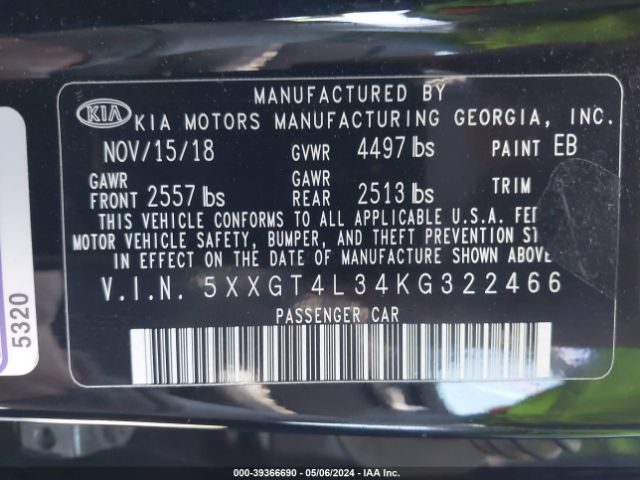 MANUFACTURED BY
KIA KIA MOTORS MANUFACTURING GEORGIA, INC.
NOV/15/18 GVWR 4497 lbs PAINT EB
GAWR FRONT 2557 lbs GAWR REAR 2513 lbs TRIM
THIS VEHICLE CONFORMS TO ALL APPLICABLE U.S.A.
MOTOR VEHICLE SAFETY, BUMPER, AND THEFT PREVENTION
IN EFFECT ON THE DATE OF MANUFACTURE SHOWN ABOVE
V.I.N. 5XXGT4L34KG322466
PASSENGER CAR
5320
000-39366690 - 05/06/2024 - IAA Holdings, LLC.